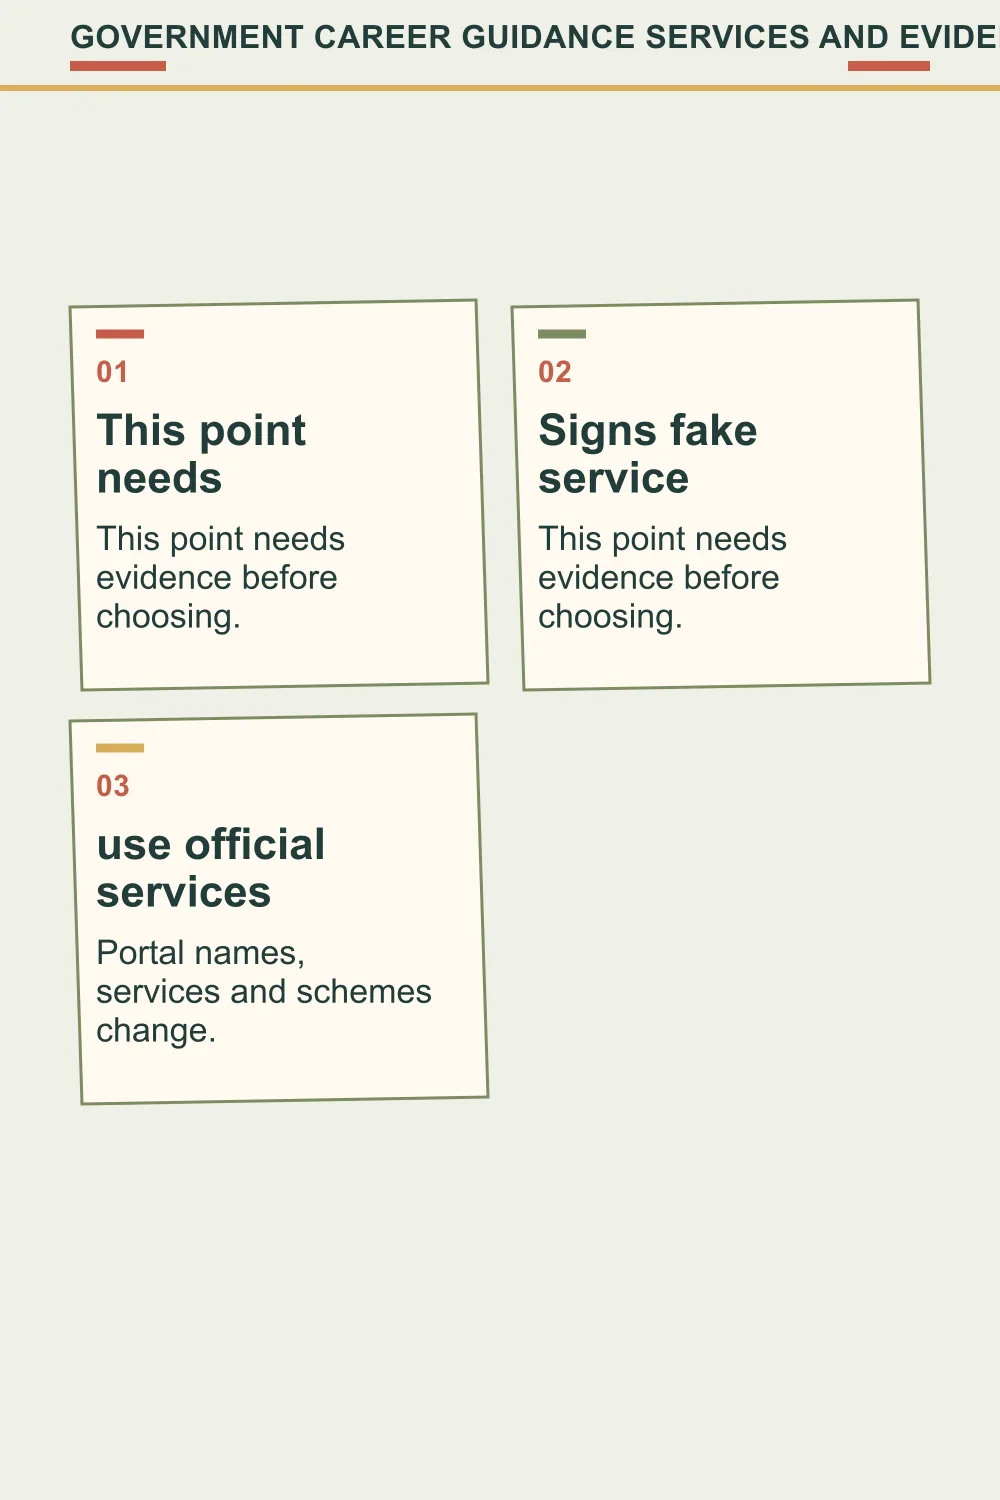 GOVERNMENT CAREER GUIDANCE SERVICES AND EVIDE
01
This point
needs
This point needs
evidence before
choosing.
02
Signs fake
service
This point needs
evidence before
choosing.
03
use official
services
Portal names,
services and schemes
change.